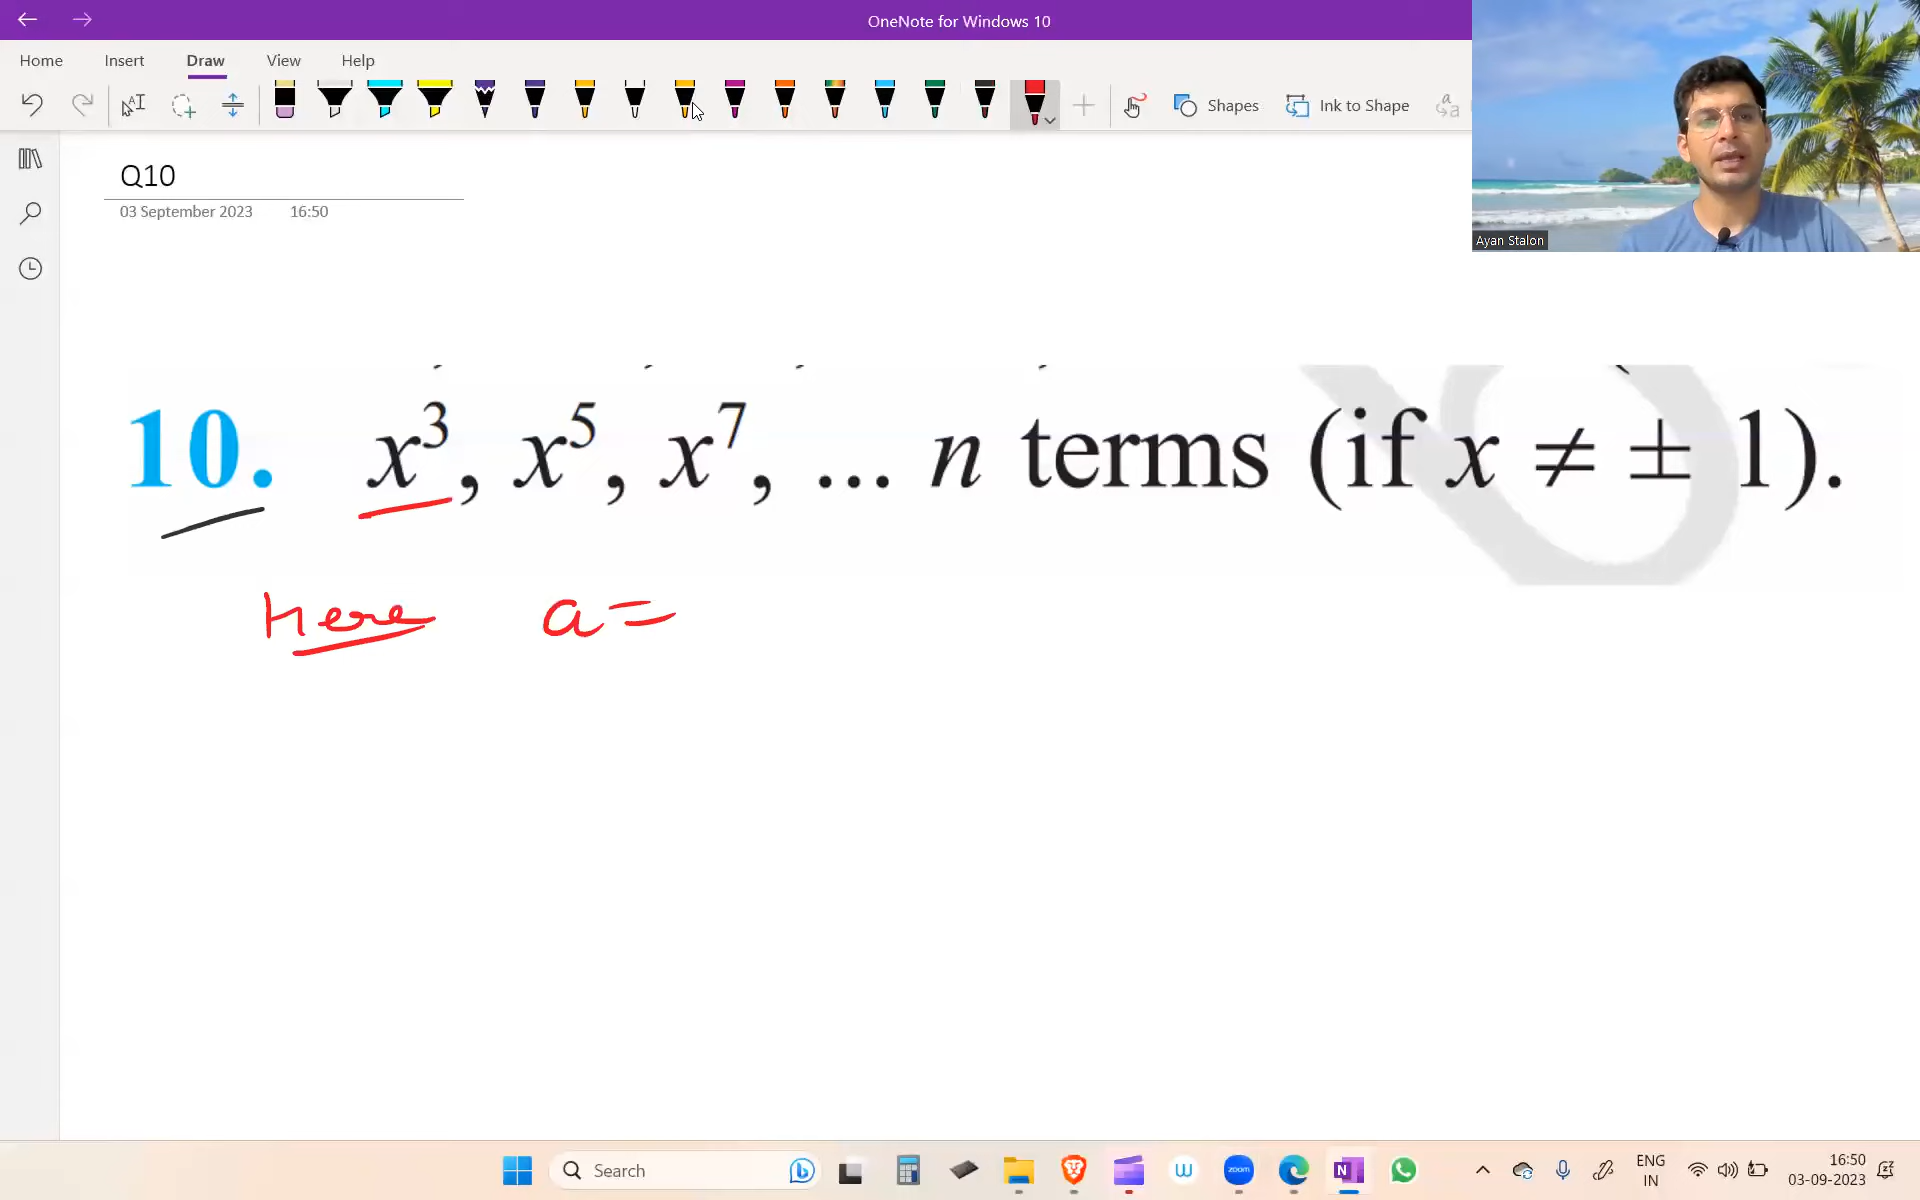 OneNote for Windows 10
Home Insert Draw View Help
Shapes Ink to Shape
Q10
03 September 2023 16:50
Ayan Stalon
10. x³, x⁵, x⁷, ... n terms (if x ≠ ± 1).
Here a=
Search
zoom
ENG
IN
16:50
03-09-2023